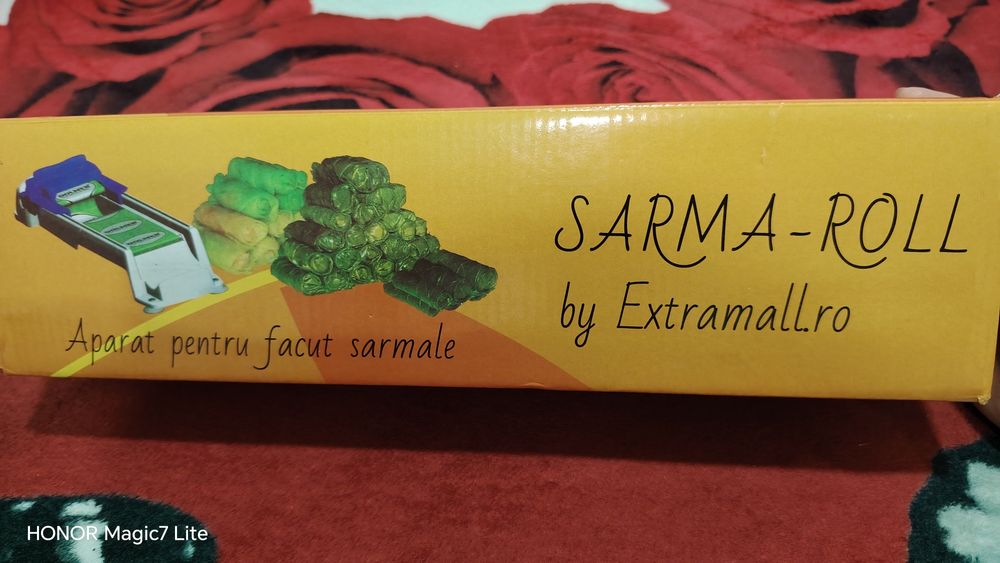 SARMA-ROLL
by Extramall.ro
Aparat pentru facut sarmale
HONOR Magic7 Lite